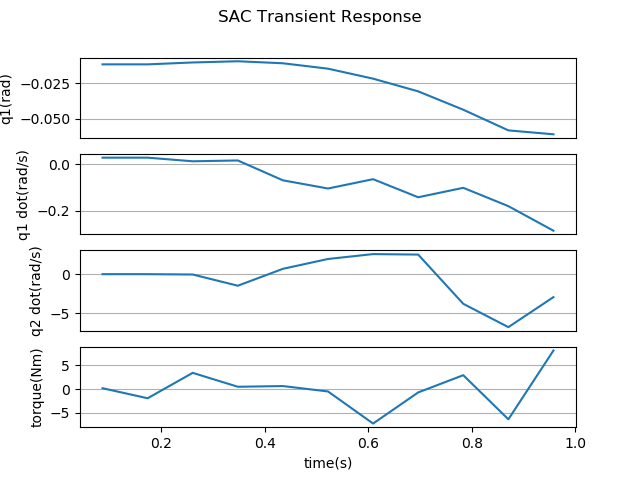 SAC Transient Response
q1(rad)
−0.025
−0.050
q1 dot(rad/s)
0.0
−0.2
q2 dot(rad/s)
0
−5
torque(Nm)
5
0
−5
0.2 0.4 0.6 0.8 1.0
time(s)